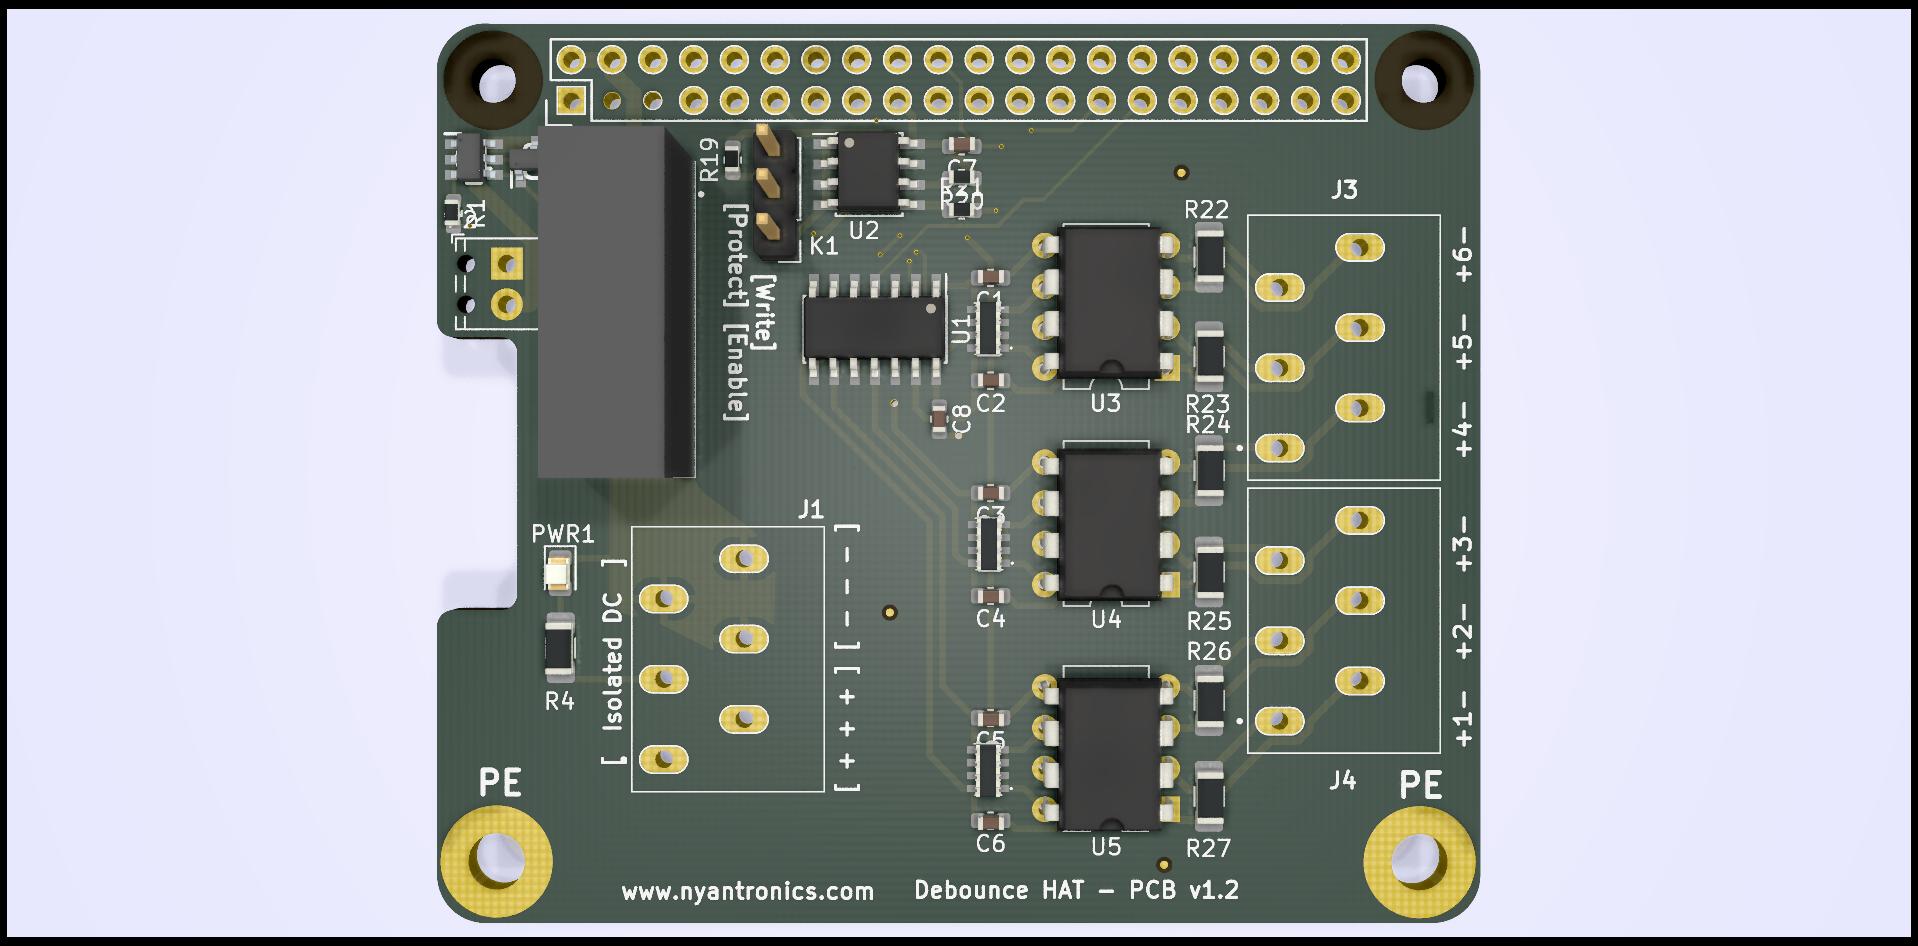 R19
C7
R1
U2
K1
[Protect] [Enable]
[Write]
U1
C1
C2
C8
U3
R22
R23
R24
J3
+4- +5- +6-
J1
PWR1
R4
[ Isolated DC ]
[ + + + ] [ - - - ]
C3
C4
U4
R25
R26
+1- +2- +3-
C5
C6
U5
R27
J4
PE
PE
www.nyantronics.com
Debounce HAT - PCB v1.2